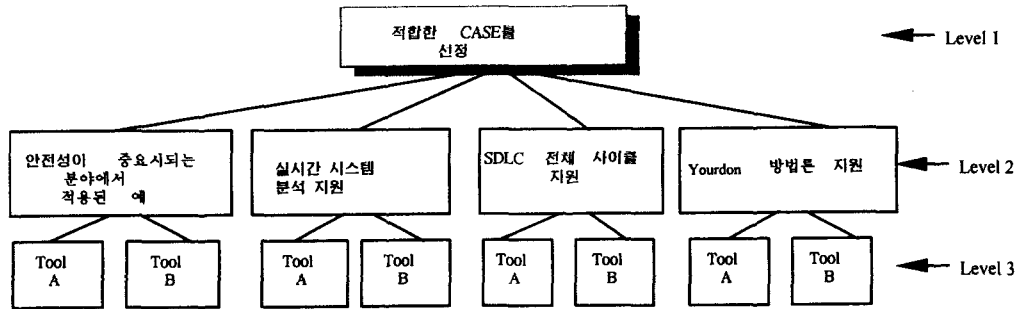 적합한 CASE를
선정
Level 1
안전성이 중요시되는
분야에서
적용된 예
실시간 시스템
분석 지원
SDLC 전체 사이클
지원
Yourdon 방법론 지원
Level 2
Tool
A
Tool
B
Tool
A
Tool
B
Tool
A
Tool
B
Tool
A
Tool
B
Level 3